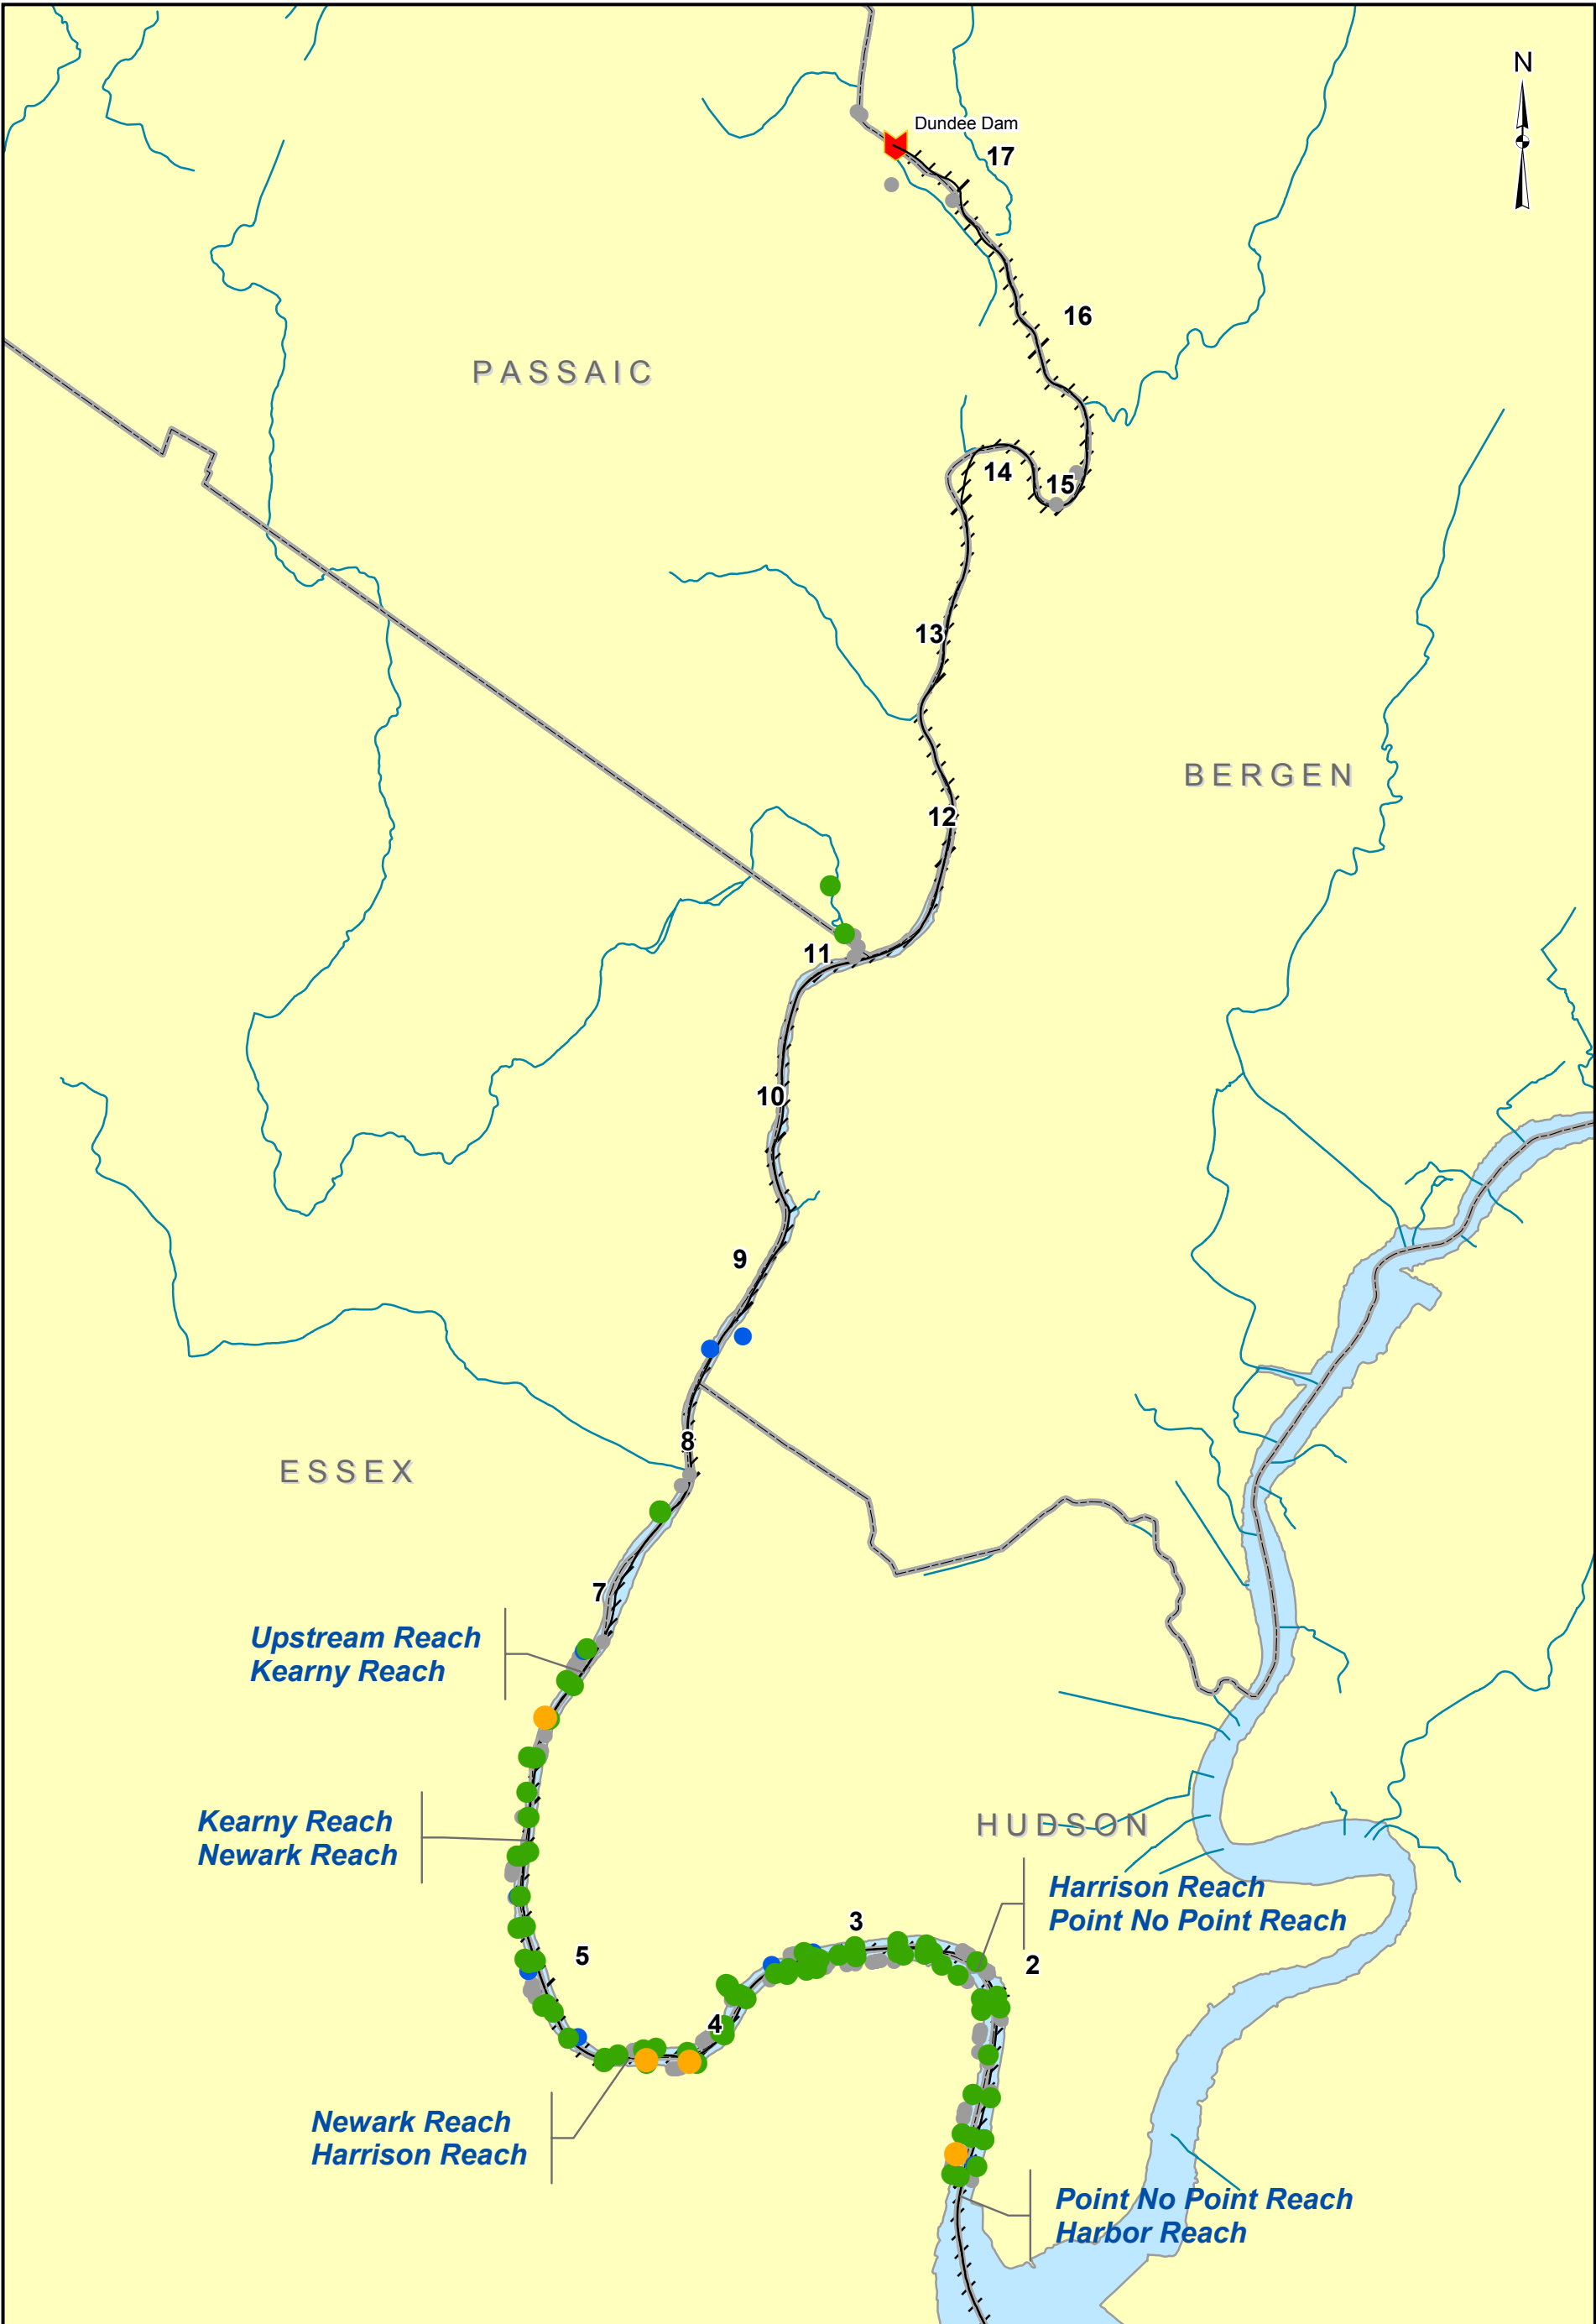 N
Dundee Dam
17
16
PASSAIC
14
15
13
BERGEN
12
11
10
9
8
ESSEX
7
Upstream Reach
Kearny Reach
Kearny Reach
Newark Reach
HUDSON
Harrison Reach
Point No Point Reach
3
2
5
4
Newark Reach
Harrison Reach
Point No Point Reach
Harbor Reach